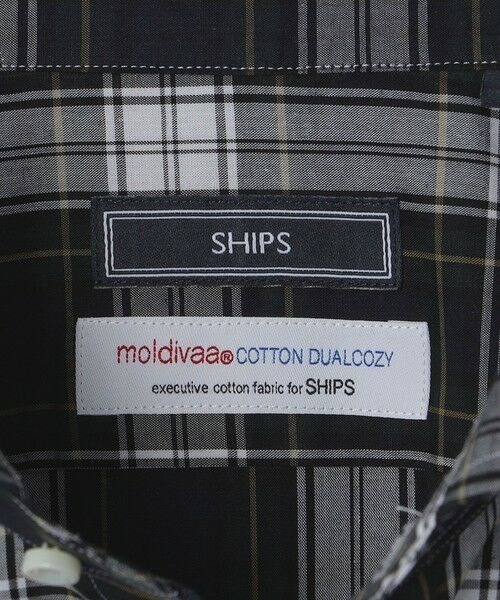 SHIPS
moldivaa® COTTON DUALCOZY
executive cotton fabric for SHIPS